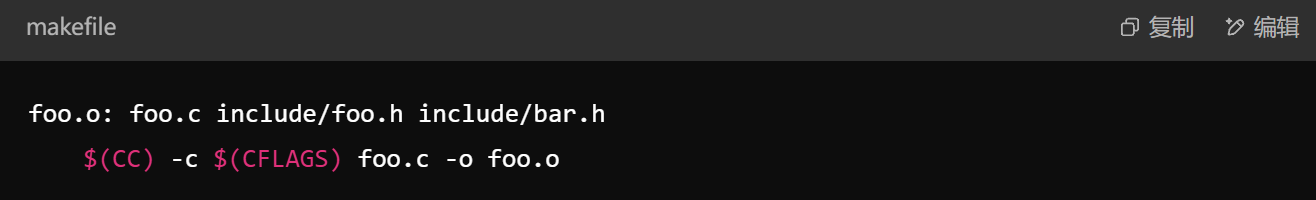 makefile 复制 编辑
foo.o: foo.c include/foo.h include/bar.h
$(CC) -c $(CFLAGS) foo.c -o foo.o